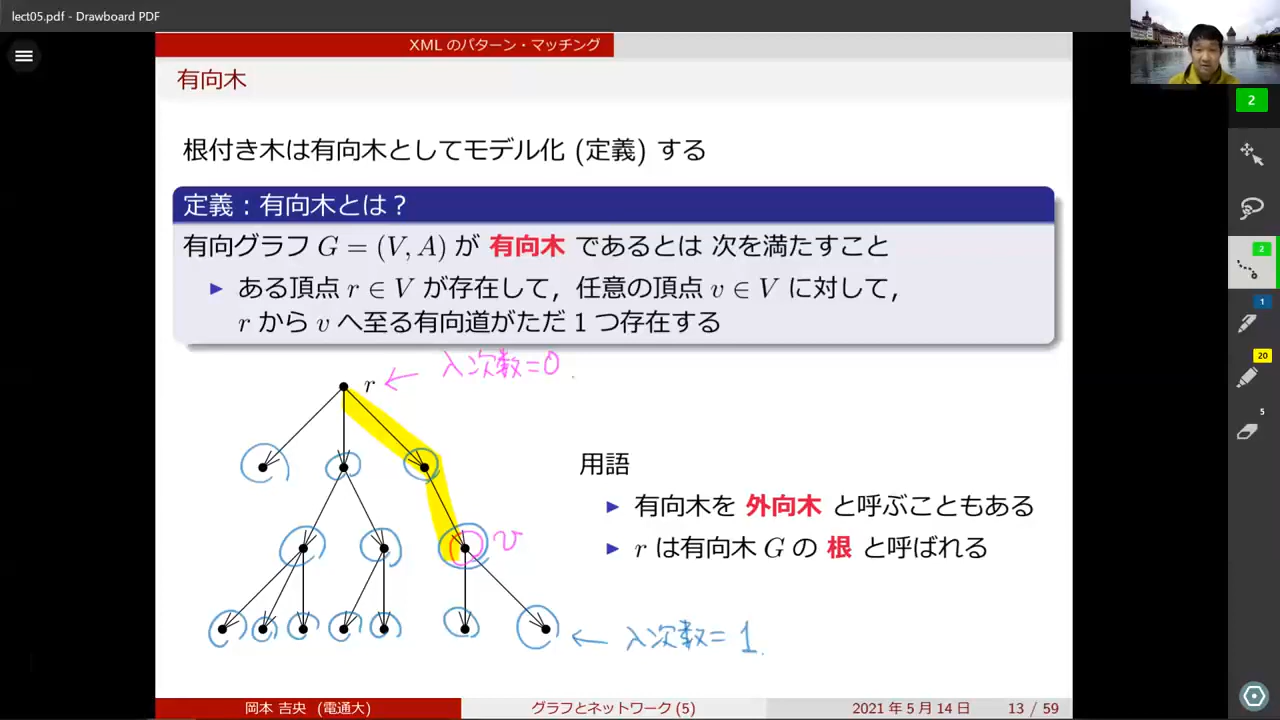 lect05.pdf - Drawboard PDF
XML のパターン・マッチング
有向木
根付き木は有向木としてモデル化 (定義) する
定義：有向木とは？
有向グラフ G = (V, A) が 有向木 であるとは 次を満たすこと
▶ ある頂点 r ∈ V が存在して，任意の頂点 v ∈ V に対して，
r から v へ至る有向道がただ 1 つ存在する
r ← 入次数=0.
用語
▶ 有向木を 外向木 と呼ぶこともある
▶ r は有向木 G の 根 と呼ばれる
v
← 入次数=1.
岡本 吉央 (電通大)
グラフとネットワーク (5)
2021 年 5 月 14 日
13 / 59
2
2
1
20
5